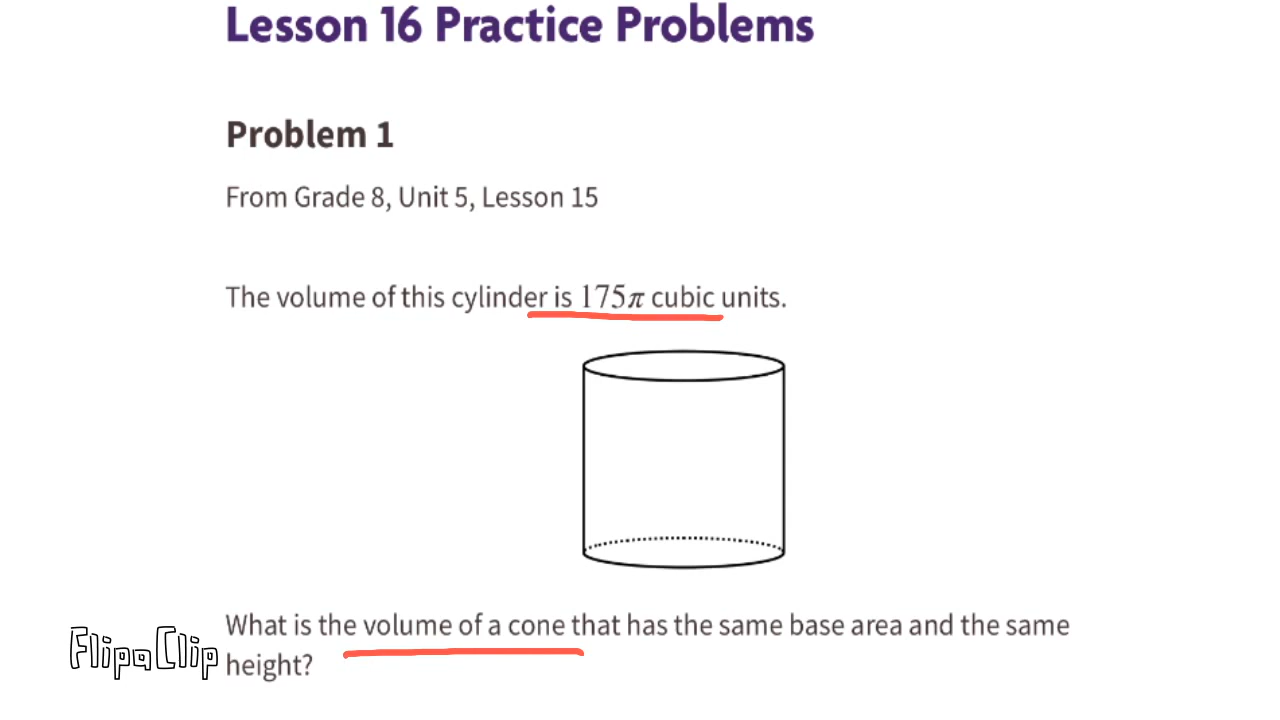 Lesson 16 Practice Problems
Problem 1
From Grade 8, Unit 5, Lesson 15
The volume of this cylinder is 175π cubic units.
What is the volume of a cone that has the same base area and the same
height?
FlipaClip